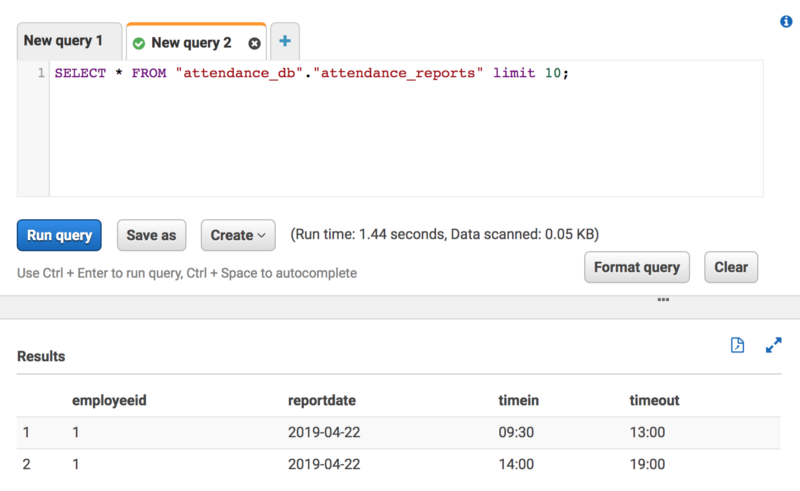 New query 1 New query 2 +
1 SELECT * FROM "attendance_db"."attendance_reports" limit 10;
Run query Save as Create (Run time: 1.44 seconds, Data scanned: 0.05 KB)
Use Ctrl + Enter to run query, Ctrl + Space to autocomplete
Format query Clear
Results
employeeid reportdate timein timeout
1 1 2019-04-22 09:30 13:00
2 1 2019-04-22 14:00 19:00